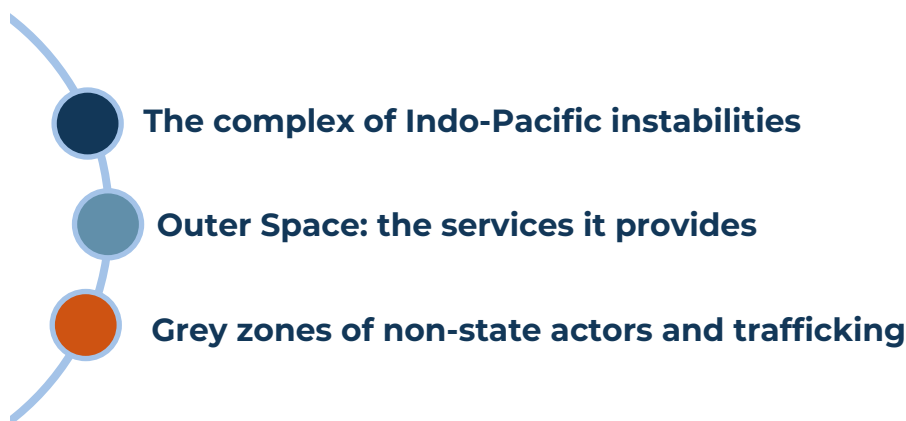 The complex of Indo-Pacific instabilities
Outer Space: the services it provides
Grey zones of non-state actors and trafficking